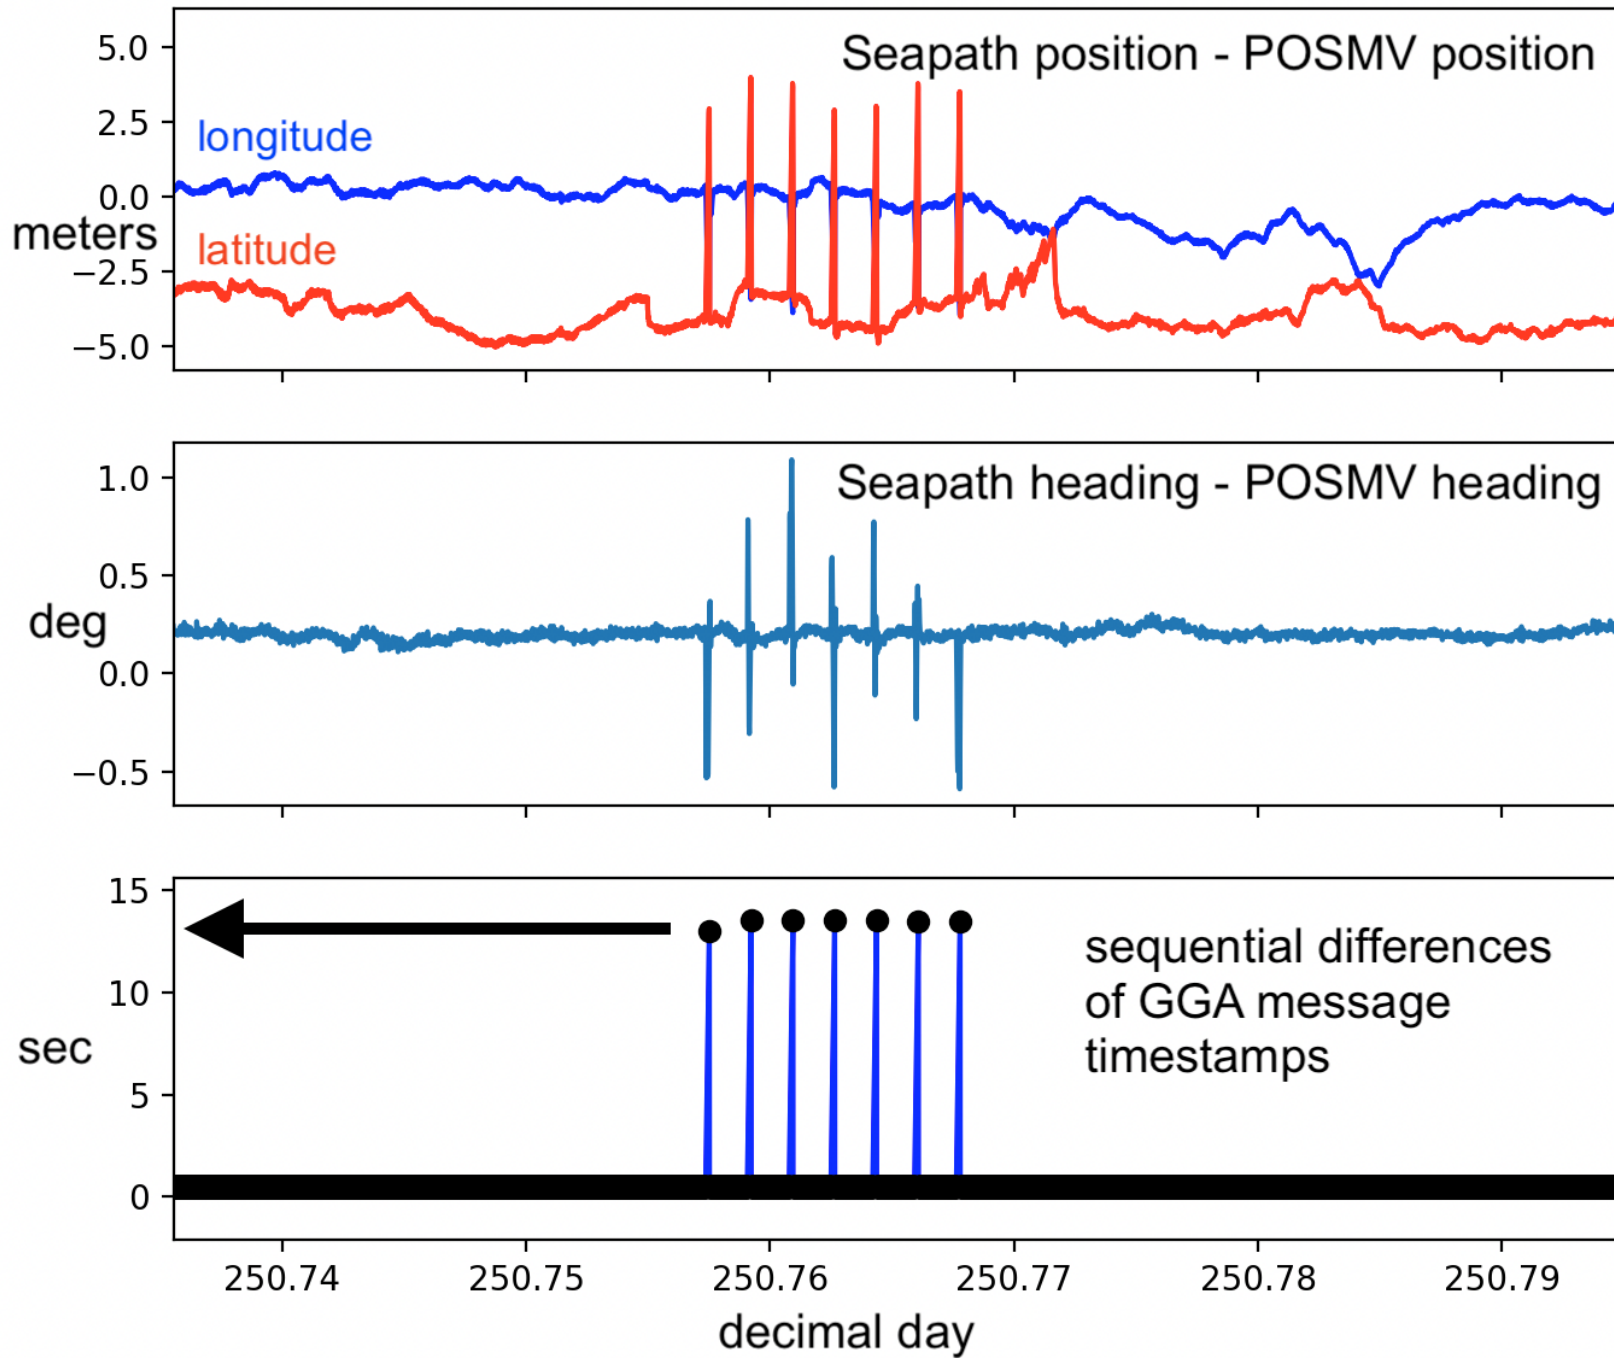 Seapath position - POSMV position
5.0
2.5
longitude
0.0
meters
latitude
−2.5
−5.0
Seapath heading - POSMV heading
1.0
0.5
deg
0.0
−0.5
15
sequential differences
of GGA message
timestamps
10
sec
5
0
250.74 250.75 250.76 250.77 250.78 250.79
decimal day